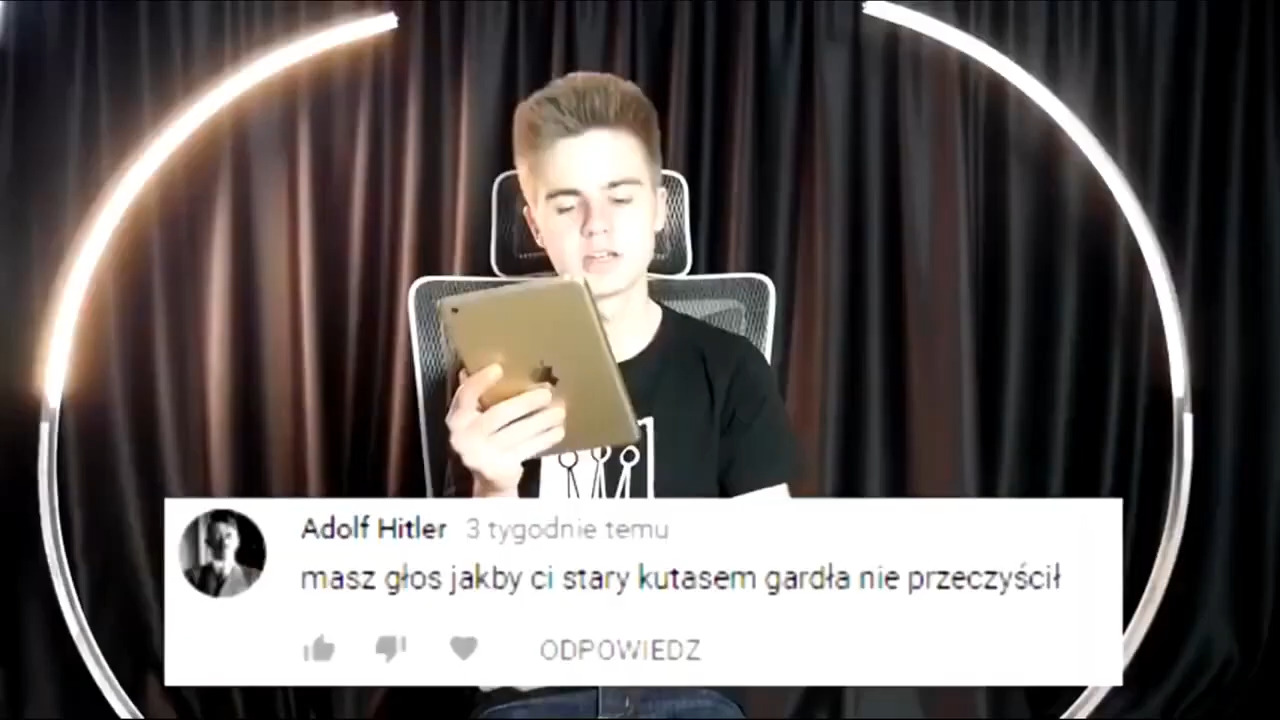 Adolf Hitler 3 tygodnie temu
masz głos jakby ci stary kutasem gardła nie przeczyścił
ODPOWIEDZ